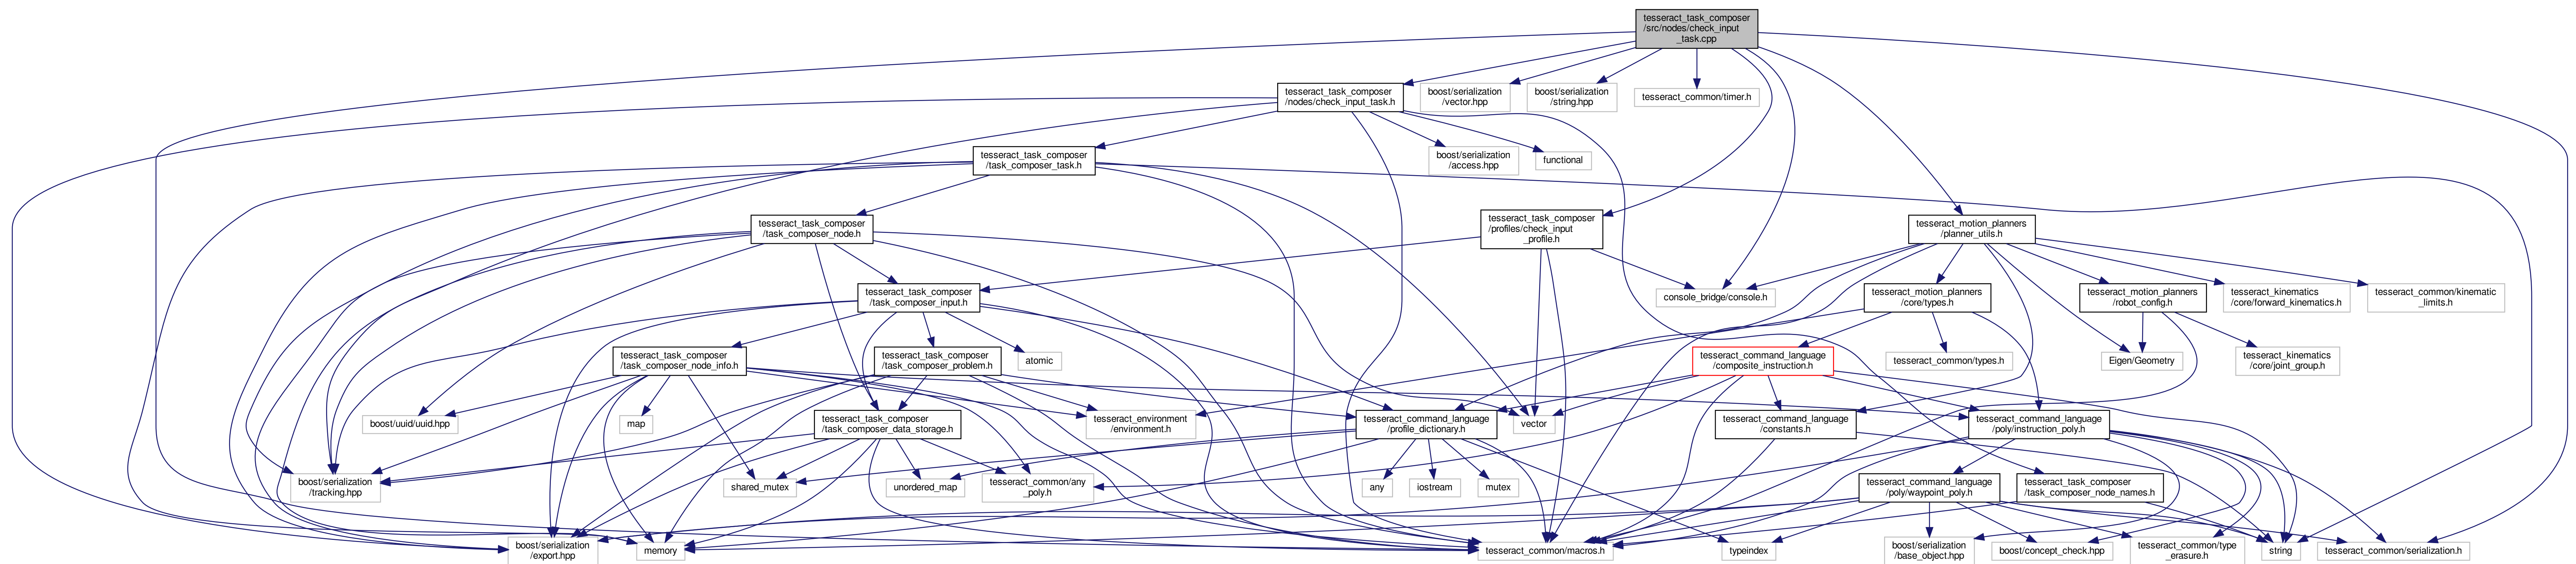 tesseract_task_composer
/src/nodes/check_input
_task.cpp
tesseract_task_composer
/nodes/check_input_task.h
boost/serialization
/vector.hpp
boost/serialization
/string.hpp
tesseract_common/timer.h
tesseract_task_composer
/task_composer_task.h
boost/serialization
/access.hpp
functional
tesseract_task_composer
/task_composer_node.h
tesseract_task_composer
/profiles/check_input
_profile.h
tesseract_motion_planners
/planner_utils.h
tesseract_task_composer
/task_composer_input.h
console_bridge/console.h
tesseract_motion_planners
/core/types.h
tesseract_motion_planners
/robot_config.h
tesseract_kinematics
/core/forward_kinematics.h
tesseract_common/kinematic
_limits.h
tesseract_task_composer
/task_composer_node_info.h
tesseract_task_composer
/task_composer_problem.h
atomic
tesseract_command_language
/composite_instruction.h
tesseract_common/types.h
Eigen/Geometry
tesseract_kinematics
/core/joint_group.h
boost/uuid/uuid.hpp
map
tesseract_task_composer
/task_composer_data_storage.h
tesseract_environment
/environment.h
tesseract_command_language
/profile_dictionary.h
vector
tesseract_command_language
/constants.h
tesseract_command_language
/poly/instruction_poly.h
boost/serialization
/tracking.hpp
shared_mutex
unordered_map
tesseract_common/any
_poly.h
any
iostream
mutex
tesseract_command_language
/poly/waypoint_poly.h
tesseract_task_composer
/task_composer_node_names.h
boost/serialization
/export.hpp
memory
tesseract_common/macros.h
typeindex
boost/serialization
/base_object.hpp
boost/concept_check.hpp
tesseract_common/type
_erasure.h
string
tesseract_common/serialization.h